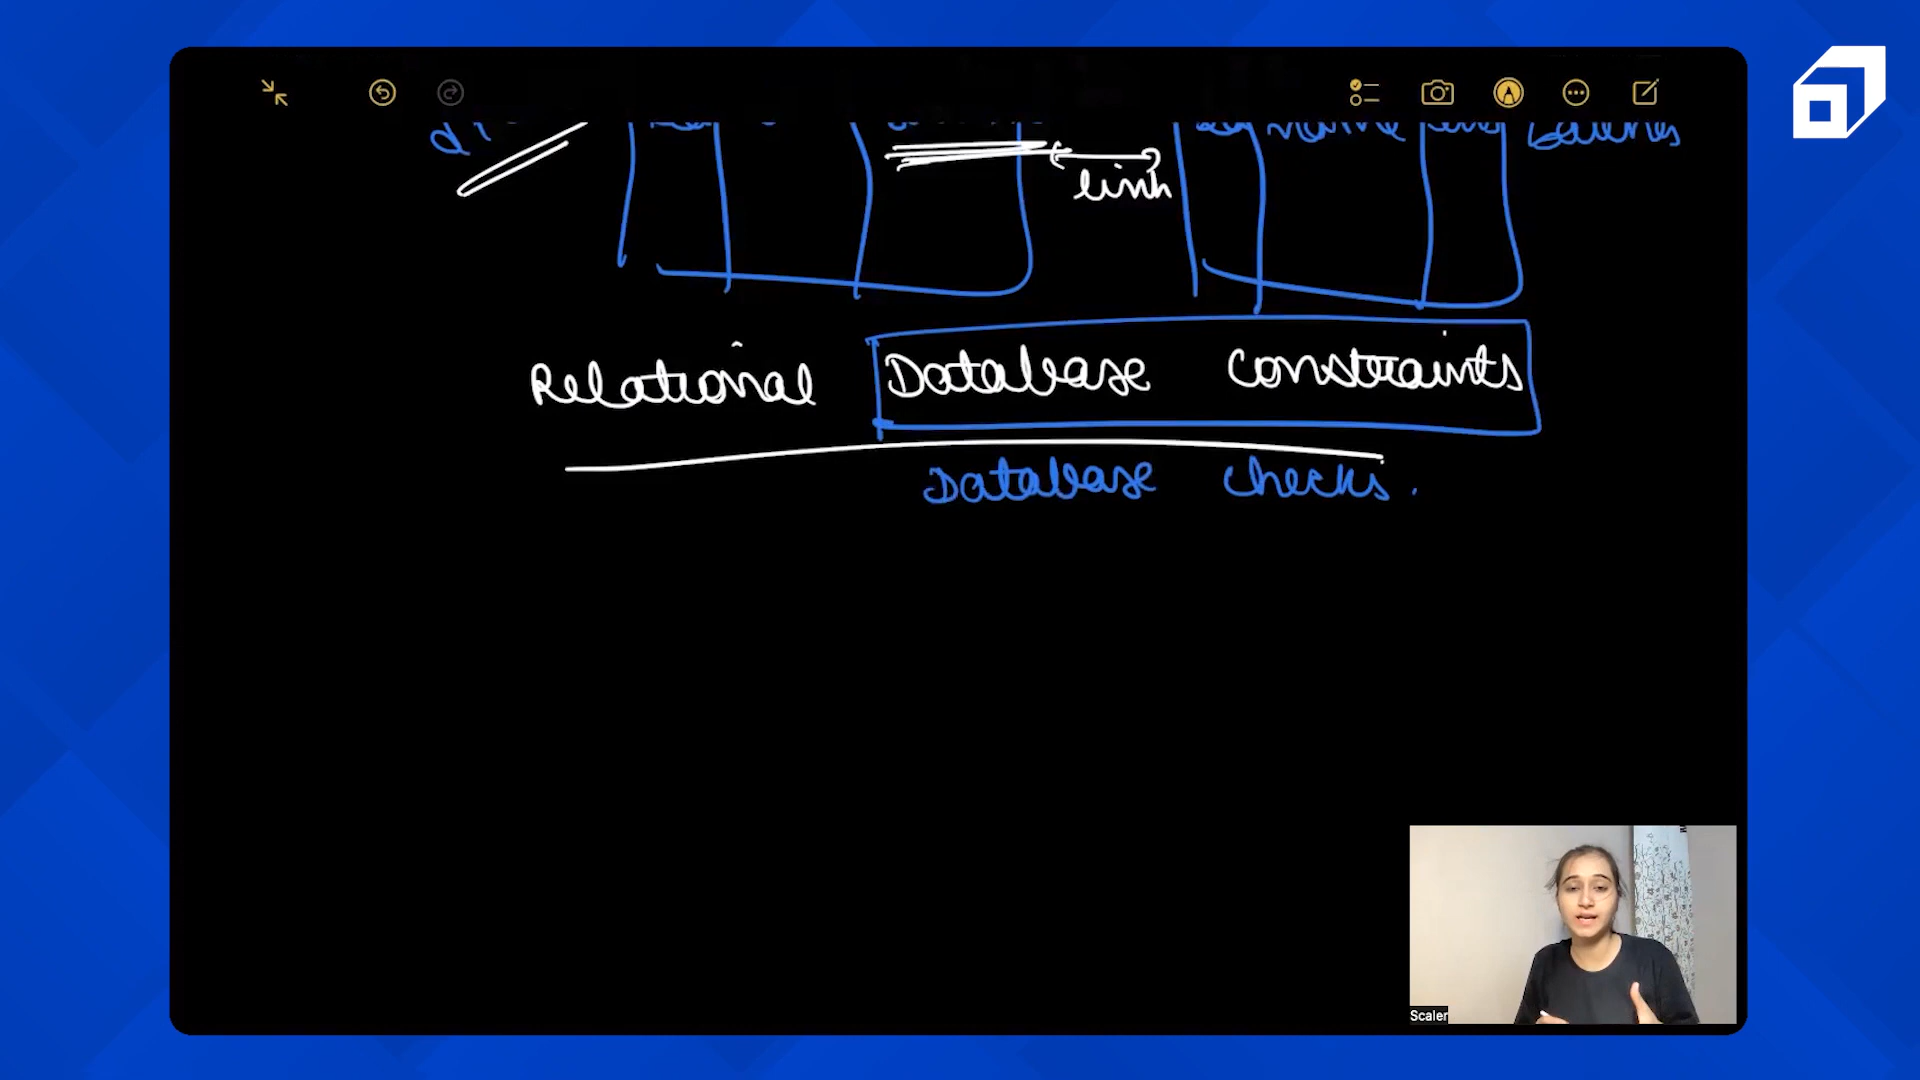 link
Relational Database Constraints
Database checks.
Scaler